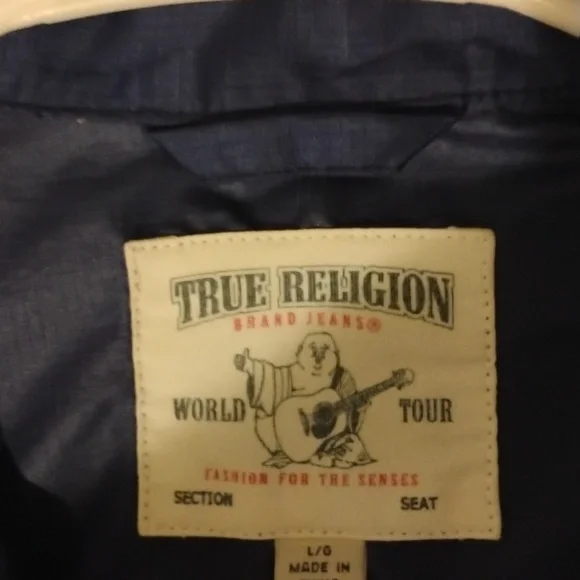 TRUE RELIGION
BRAND JEANS®
WORLD TOUR
FASHION FOR THE SENSES
SECTION SEAT
L/G
MADE IN